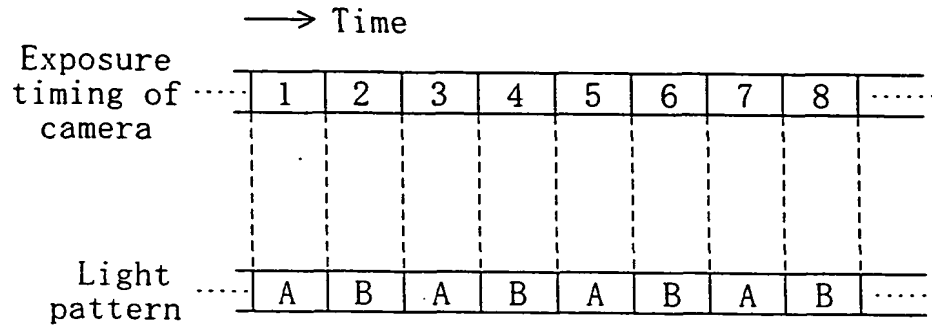 Time
Exposure timing of camera
1 2 3 4 5 6 7 8
Light pattern
A B A B A B A B